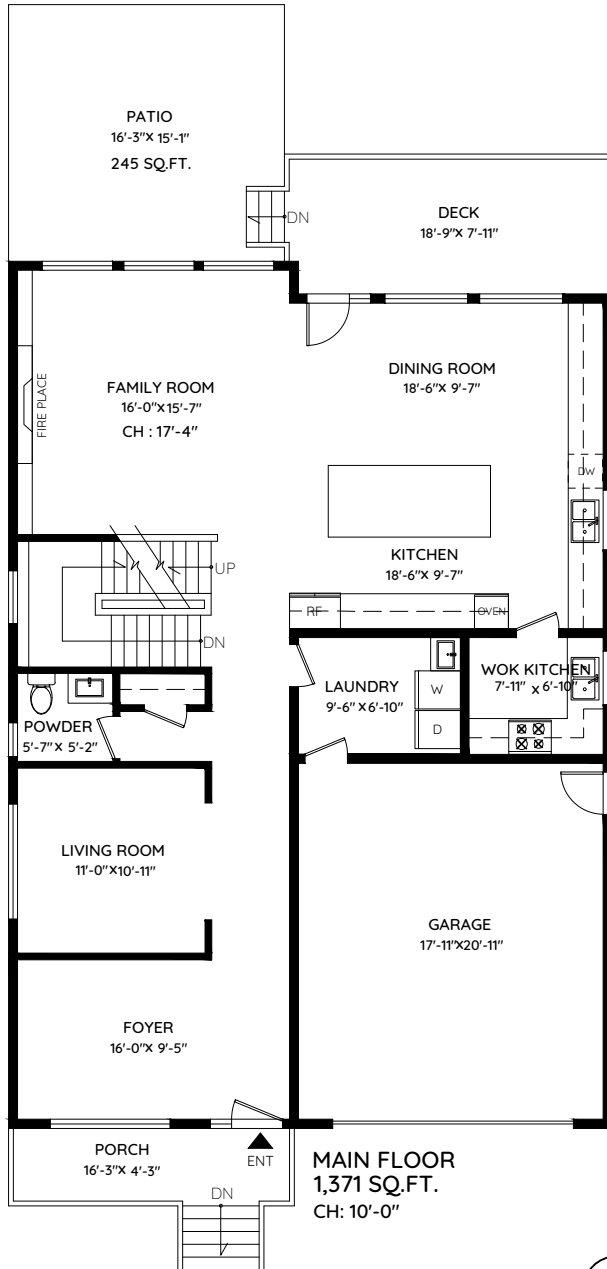 PATIO
16'-3"x 15'-1"
245 SQ.FT.
DN
DECK
18'-9"x 7'-11"
DINING ROOM
18'-6"x 9'-7"
FAMILY ROOM
16'-0"x15'-7"
CH : 17'-4"
FIRE PLACE
DW
KITCHEN
18'-6"x 9'-7"
UP
RF
OVEN
DN
WOK KITCHEN
7'-11" x 6'-10"
LAUNDRY
9'-6"x6'-10"
W
D
POWDER
5'-7"x 5'-2"
LIVING ROOM
11'-0"x10'-11"
GARAGE
17'-11"x20'-11"
FOYER
16'-0"x 9'-5"
PORCH
16'-3"x 4'-3"
ENT
DN
MAIN FLOOR
1,371 SQ.FT.
CH: 10'-0"